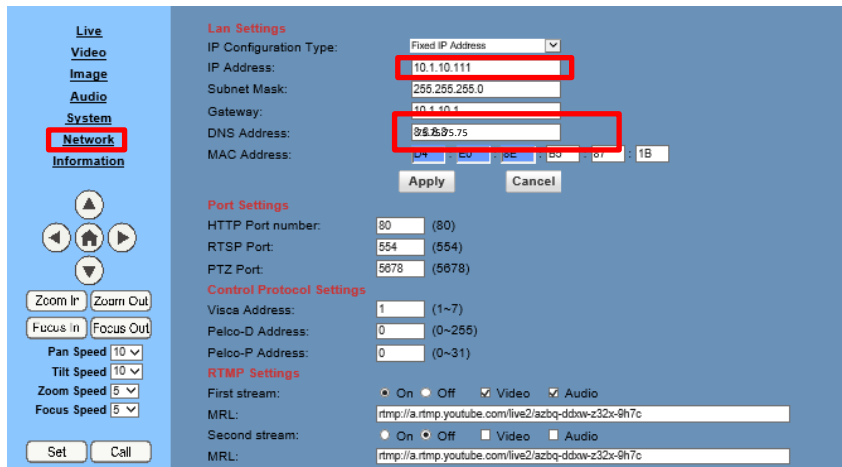 Live
Video
Image
Audio
System
Network
Information
Zoom In Zoom Out
Focus In Focus Out
Pan Speed 10
Tilt Speed 10
Zoom Speed 5
Focus Speed 5
Set Call
Lan Settings
IP Configuration Type: Fixed IP Address
IP Address: 10.1.10.111
Subnet Mask: 255.255.255.0
Gateway: 10.1.10.1
DNS Address:
MAC Address: D4 : E0 : 8E : B5 : 87 : 1B
Apply Cancel
Port Settings
HTTP Port number: 80 (80)
RTSP Port: 554 (554)
PTZ Port: 5678 (5678)
Control Protocol Settings
Visca Address: 1 (1~7)
Pelco-D Address: 0 (0~255)
Pelco-P Address: 0 (0~31)
RTMP Settings
First stream: On Off Video Audio
MRL: rtmp://a.rtmp.youtube.com/live2/azbq-ddxw-z32x-9h7c
Second stream: On Off Video Audio
MRL: rtmp://a.rtmp.youtube.com/live2/azbq-ddxw-z32x-9h7c